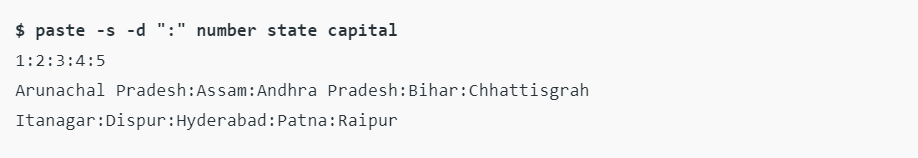 $ paste -s -d ":" number state capital
1:2:3:4:5
Arunachal Pradesh:Assam:Andhra Pradesh:Bihar:Chhattisgrah
Itanagar:Dispur:Hyderabad:Patna:Raipur